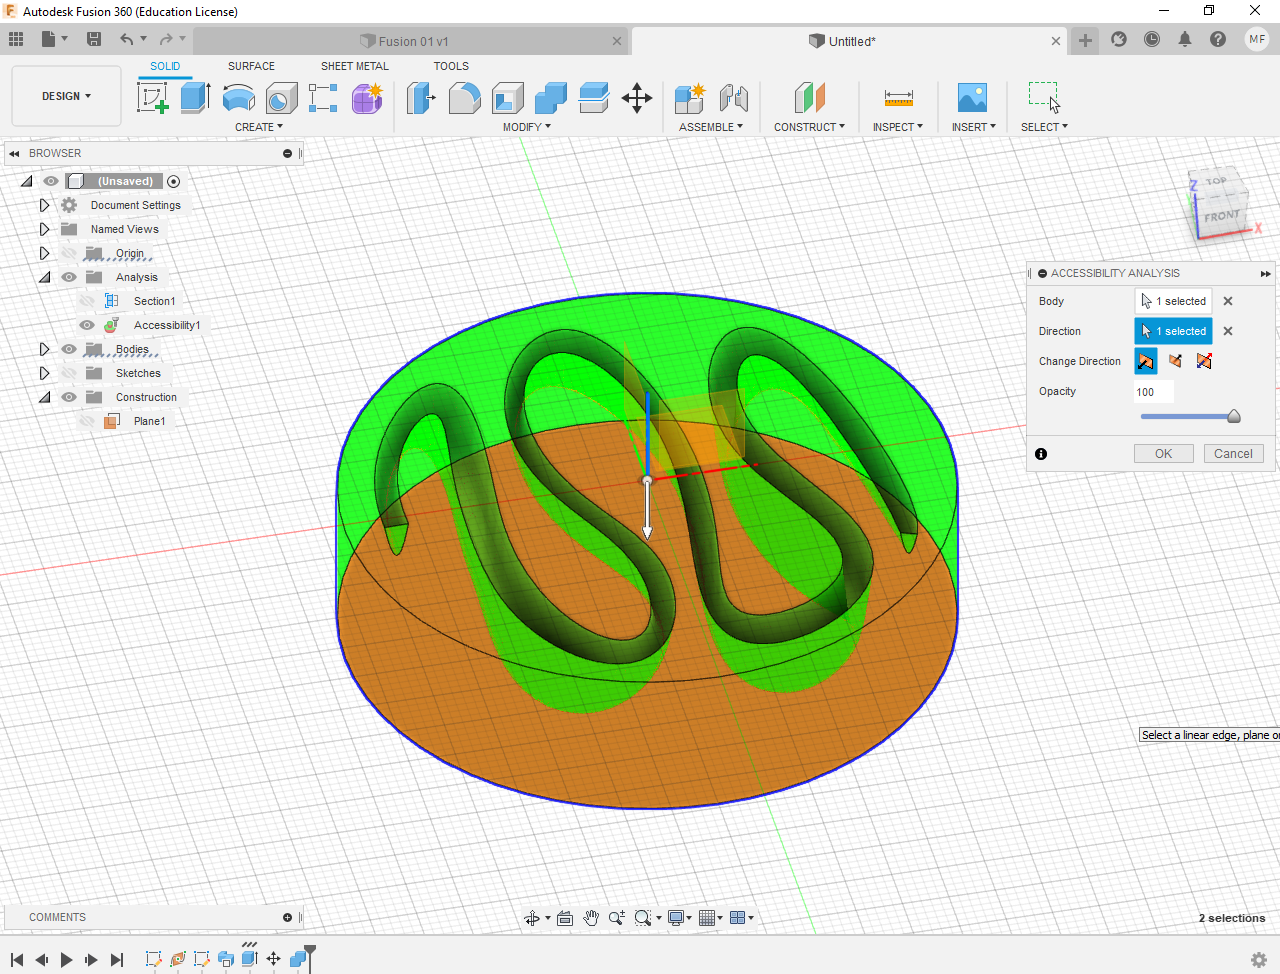 Autodesk Fusion 360 (Education License)
Fusion 01 v1
Untitled*
MF
DESIGN
SOLID
SURFACE
SHEET METAL
TOOLS
CREATE
MODIFY
ASSEMBLE
CONSTRUCT
INSPECT
INSERT
SELECT
BROWSER
(Unsaved)
Document Settings
Named Views
Origin
Analysis
Section1
Accessibility1
Bodies
Sketches
Construction
Plane1
Z
TOP
FRONT
X
ACCESSIBILITY ANALYSIS
Body
1 selected
Direction
1 selected
Change Direction
Opacity
100
OK
Cancel
Select a linear edge, plane or
COMMENTS
2 selections